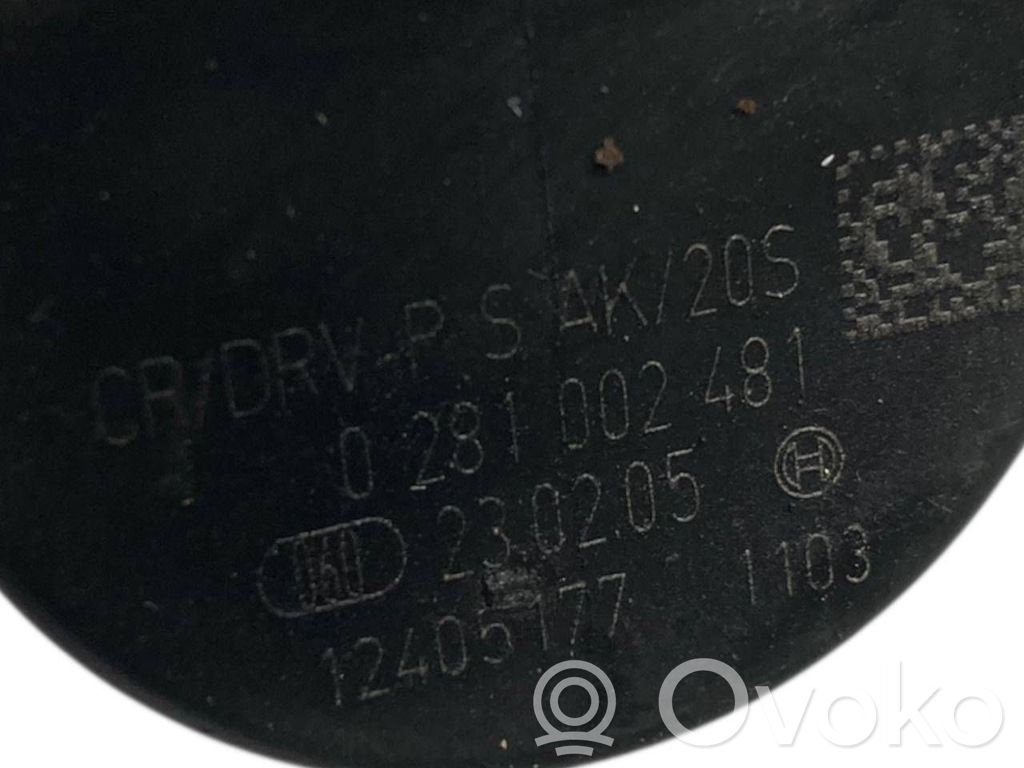 CR/DRV-P S AK/20S
0 281 002 481
23.02.05
12405177 1103
Ovoko